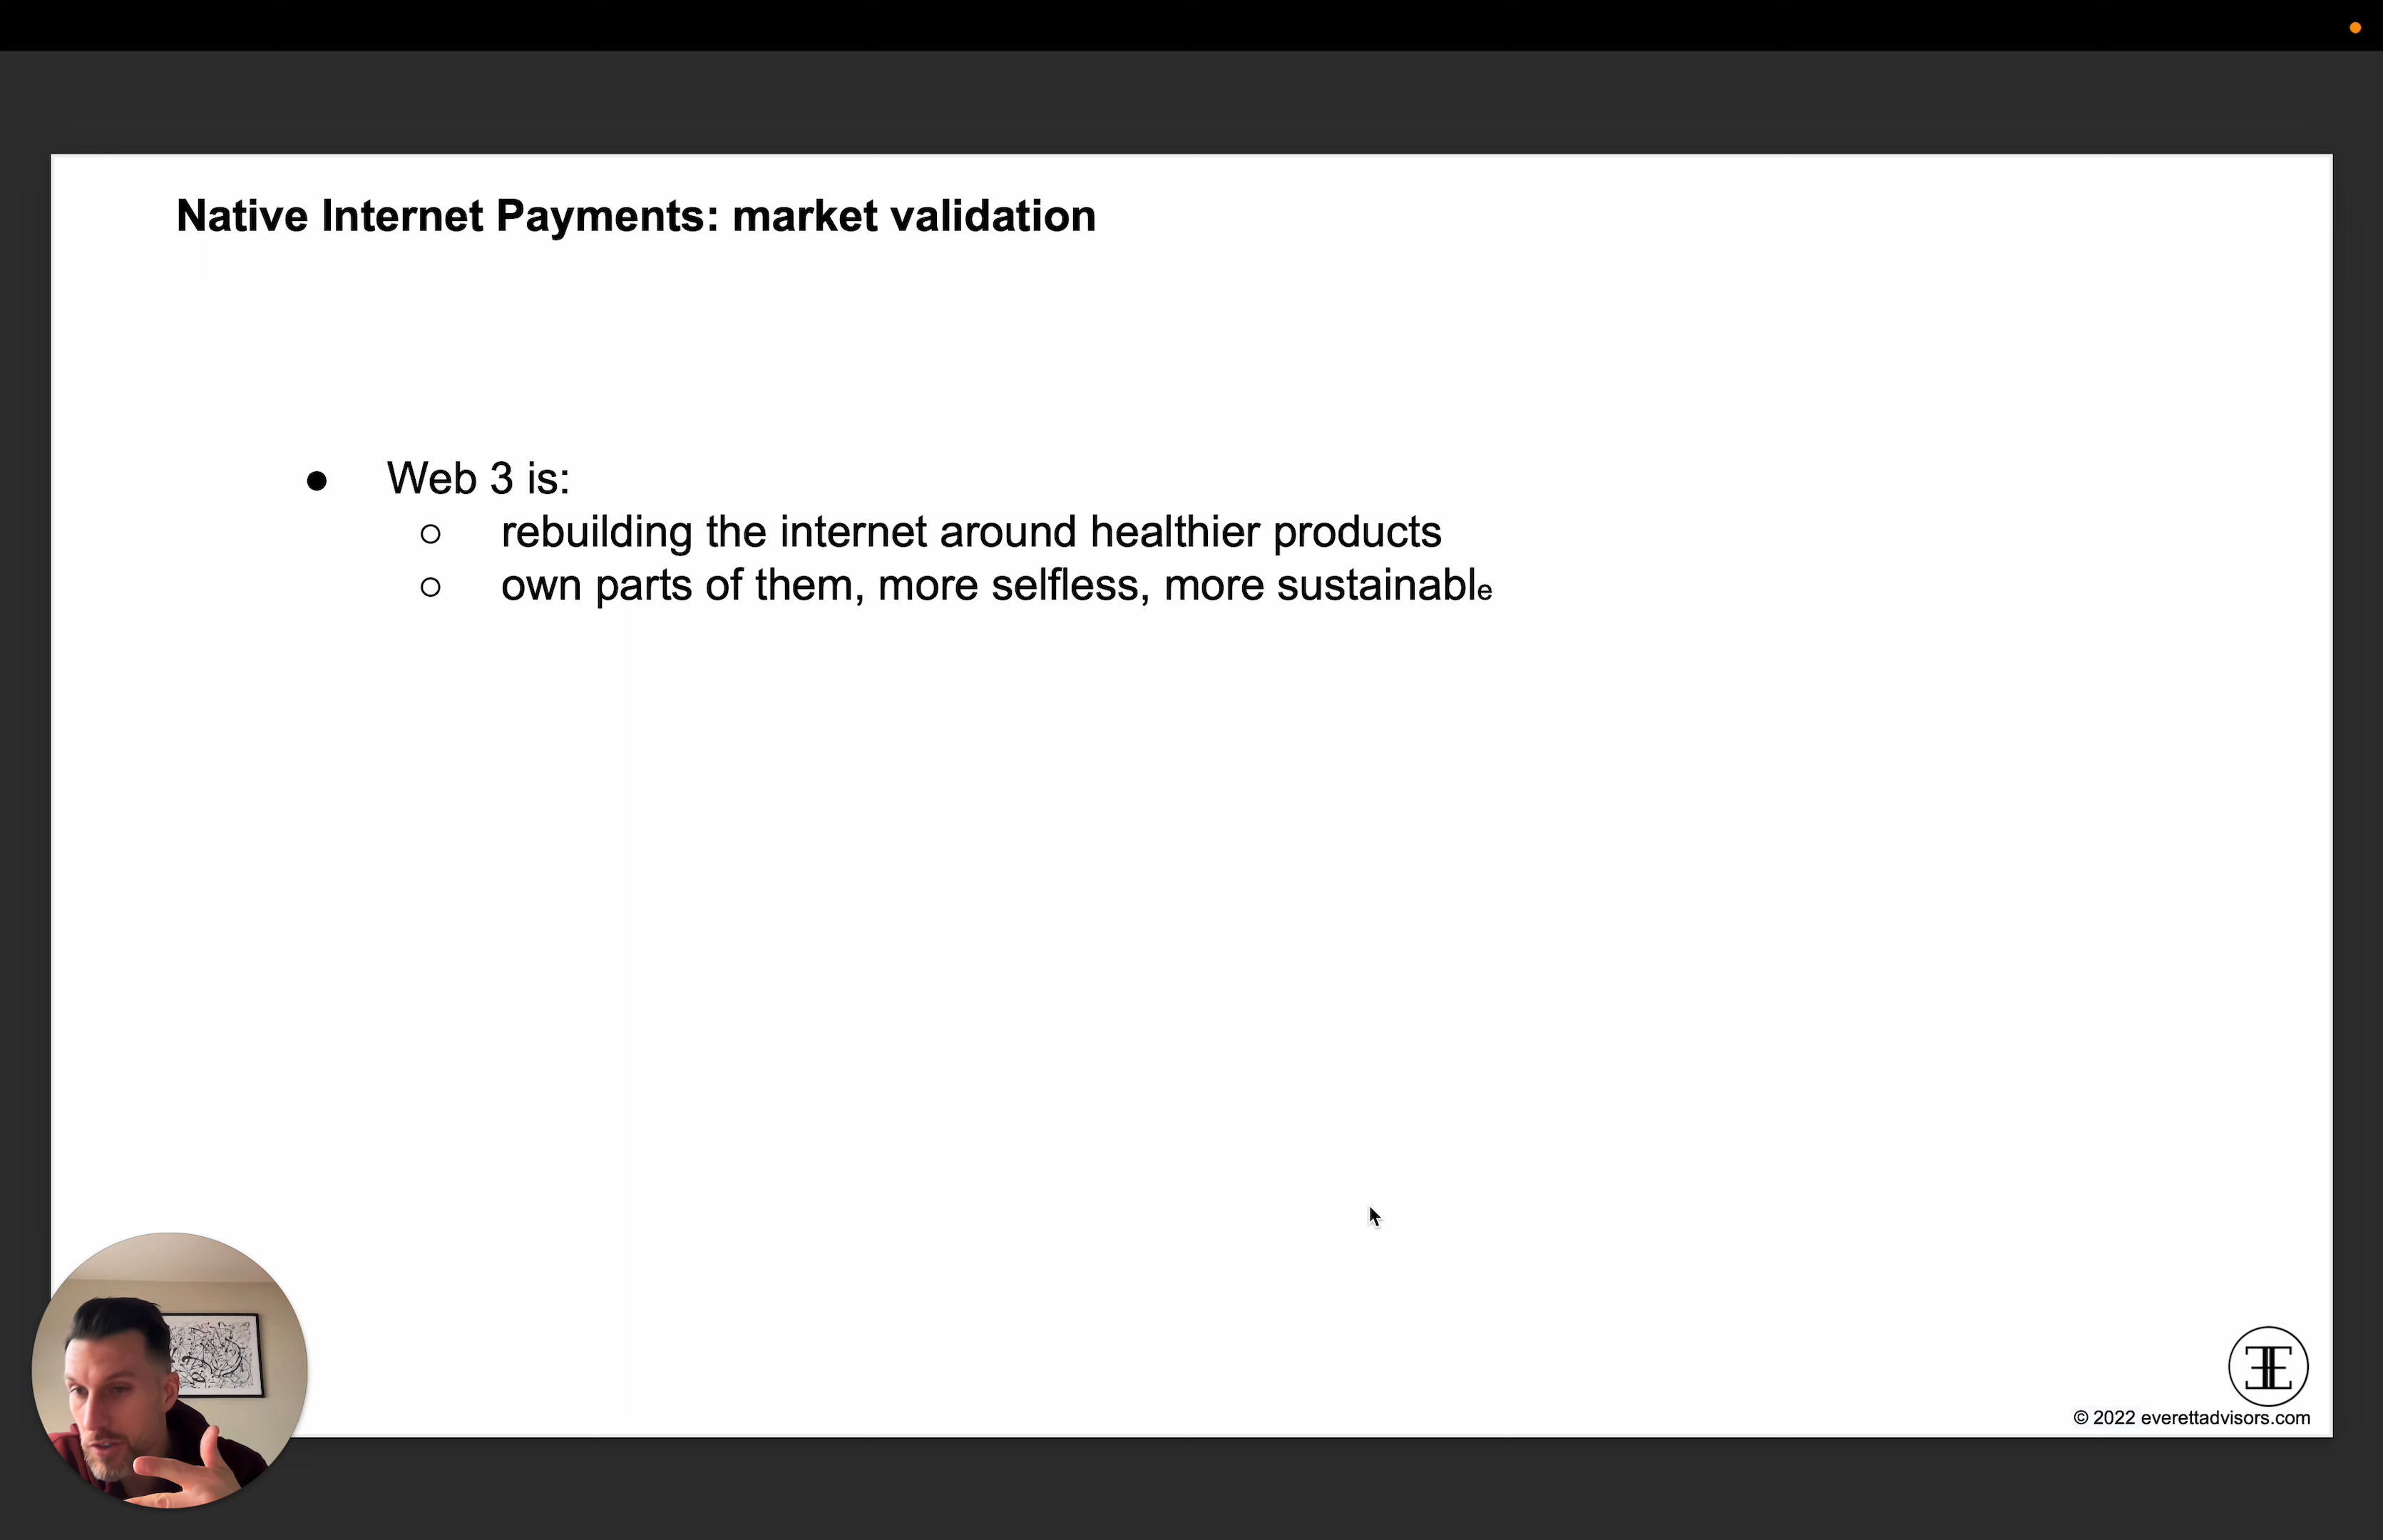 Native Internet Payments: market validation
● Web 3 is:
○ rebuilding the internet around healthier products
○ own parts of them, more selfless, more sustainable
© 2022 everettadvisors.com